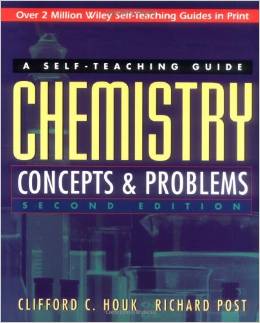 Over 2 Million Wiley Self-Teaching Guides in Print
A SELF-TEACHING GUIDE
CHEMISTRY
CONCEPTS & PROBLEMS
SECOND EDITION
CLIFFORD C. HOUK · RICHARD POST